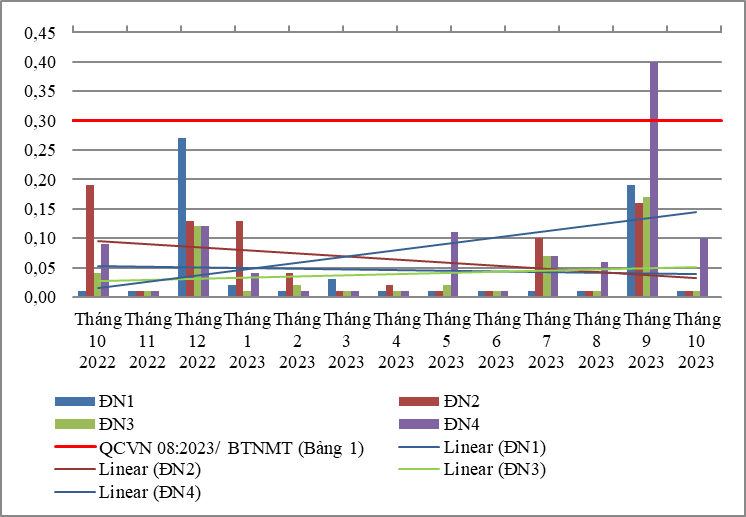 0,45
0,40
0,35
0,30
0,25
0,20
0,15
0,10
0,05
0,00
Tháng Tháng Tháng Tháng Tháng Tháng Tháng Tháng Tháng Tháng Tháng Tháng Tháng
10 11 12 1 2 3 4 5 6 7 8 9 10
2022 2022 2022 2023 2023 2023 2023 2023 2023 2023 2023 2023 2023
ĐN1 ĐN2
ĐN3 ĐN4
QCVN 08:2023/ BTNMT (Bảng 1) Linear (ĐN1)
Linear (ĐN2) Linear (ĐN3)
Linear (ĐN4)